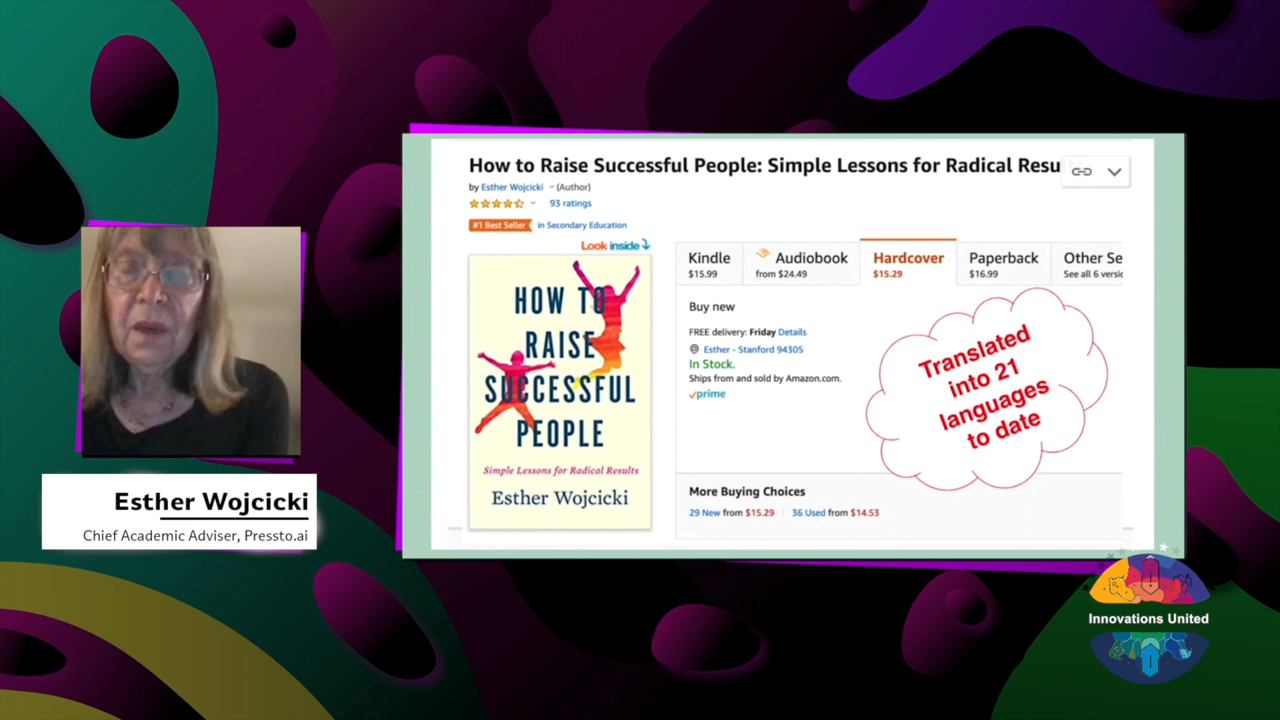 Esther Wojcicki
Chief Academic Adviser, Pressto.ai
How to Raise Successful People: Simple Lessons for Radical Resu
by Esther Wojcicki (Author)
93 ratings
#1 Best Seller in Secondary Education
Look inside
HOW TO
RAISE
SUCCESSFUL
PEOPLE
Simple Lessons for Radical Results
Esther Wojcicki
Kindle
$15.99
Audiobook
from $24.49
Hardcover
$15.29
Paperback
$16.99
Other Se
See all 6 versic
Buy new
FREE delivery: Friday Details
Esther - Stanford 94305
In Stock.
Ships from and sold by Amazon.com.
prime
Translated
into 21
languages
to date
More Buying Choices
29 New from $15.29
36 Used from $14.53
Innovations United